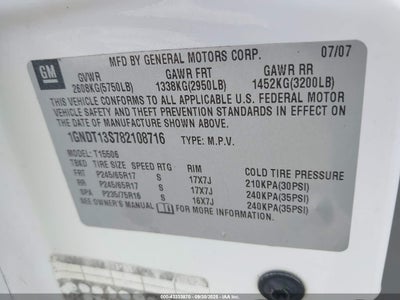 GM
MFD BY GENERAL MOTORS CORP. 07/07
GVWR GAWR FRT GAWR RR
2608KG(5750LB) 1338KG(2950LB) 1452KG(3200LB)
THIS VEHICLE CONFORMS TO ALL APPLICABLE U.S. FEDERAL MOTOR
VEHICLE SAFETY AND THEFT PREVENTION STANDARDS IN EFFECT ON
THE DATE OF MANUFACTURE SHOWN ABOVE.
1GNDT13S782108716 TYPE: M.P.V.
MODEL: T15506
TIRE SIZE SPEED RTG RIM COLD TIRE PRESSURE
FRT P245/65R17 S 17X7J 210KPA(30PSI)
RR P245/65R17 S 17X7J 240KPA(35PSI)
SPA P235/75R16 S 16X7J 240KPA(35PSI)
SEE OWNER'S MANUAL FOR ADDITIONAL INFORMATION.